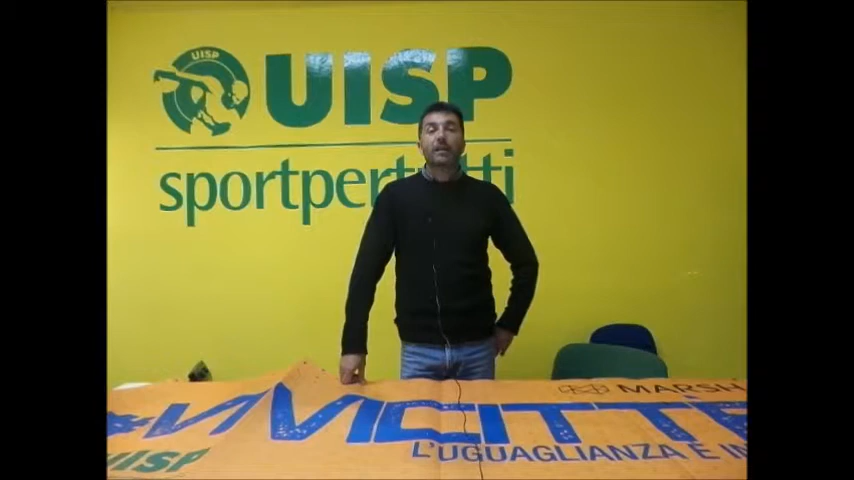 UISP
UISP
sportpertutti
MARSH
VIVICITTÀ
L'UGUAGLIANZA È IN
UISP